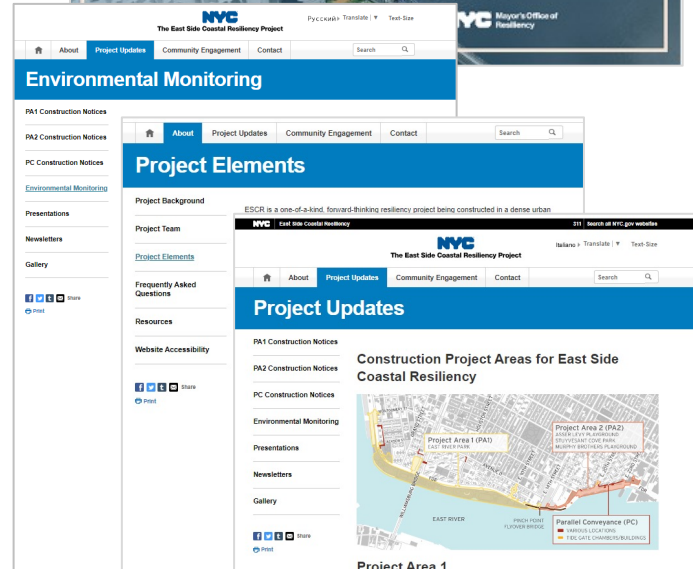 NYC Mayor's Office of
Resiliency
NYC
The East Side Coastal Resiliency Project
Русский› Translate | ▼ Text-Size
About Project Updates Community Engagement Contact Search
Environmental Monitoring
PA1 Construction Notices
PA2 Construction Notices
PC Construction Notices
Environmental Monitoring
Presentations
Newsletters
Gallery
Share
Print
About Project Updates Community Engagement Contact Search
Project Elements
Project Background
ESCR is a one-of-a-kind, forward-thinking resiliency project being constructed in a dense urban
Project Team
Project Elements
Frequently Asked
Questions
Resources
Website Accessibility
Share
Print
NYC East Side Coastal Resiliency 311 Search all NYC.gov websites
NYC
The East Side Coastal Resiliency Project
Italiano › Translate | ▼ Text-Size
About Project Updates Community Engagement Contact Search
Project Updates
PA1 Construction Notices
PA2 Construction Notices
PC Construction Notices
Environmental Monitoring
Presentations
Newsletters
Gallery
Share
Print
Construction Project Areas for East Side
Coastal Resiliency
Project Area 1 (PA1)
EAST RIVER PARK
Project Area 2 (PA2)
ASSER LEVY PLAYGROUND
STUYVESANT COVE PARK
MURPHY BROTHERS PLAYGROUND
WILLIAMSBURG BRIDGE
EAST RIVER
PINCH POINT
FLYOVER BRIDGE
Parallel Conveyance (PC)
VARIOUS LOCATIONS
TIDE GATE CHAMBERS/BUILDINGS
Project Area 1